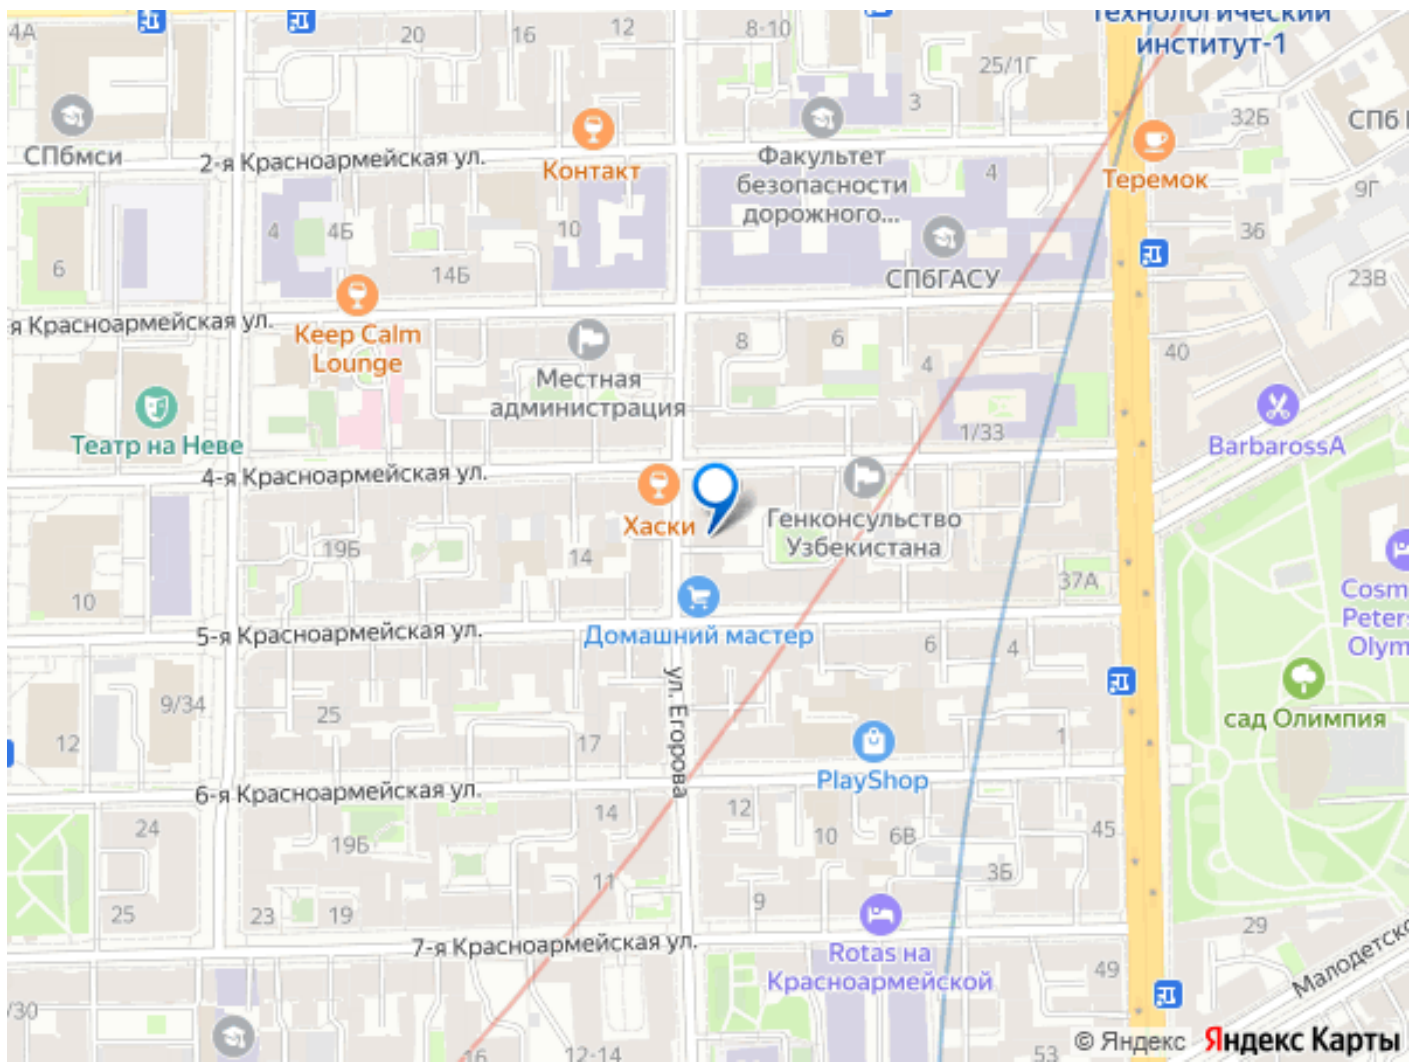 4А
20
16
12
8-10
Технологический
институт-1
25/1Г
3
32Б
СПб
СПбмси
2-я Красноармейская ул.
Контакт
Факультет
безопасности
дорожного...
4
Теремок
9Г
4
4Б
10
36
6
14Б
СПбГАСУ
23В
я Красноармейская ул.
Keep Calm
Lounge
8
6
4
40
Местная
администрация
Театр на Неве
1/33
BarbarossA
4-я Красноармейская ул.
Хаски
Генконсульство
Узбекистана
19Б
14
37А
10
Cosm
Peters
Olym
5-я Красноармейская ул.
Домашний мастер
6
4
ул. Егорова
9/34
25
17
12
1
сад Олимпия
PlayShop
6-я Красноармейская ул.
14
12
24
19Б
10
6В
45
11
3Б
9
25
23
19
29
7-я Красноармейская ул.
Rotas на
Красноармейской
49
Малодетско
/30
16
12-14
53
© Яндекс Яндекс Карты